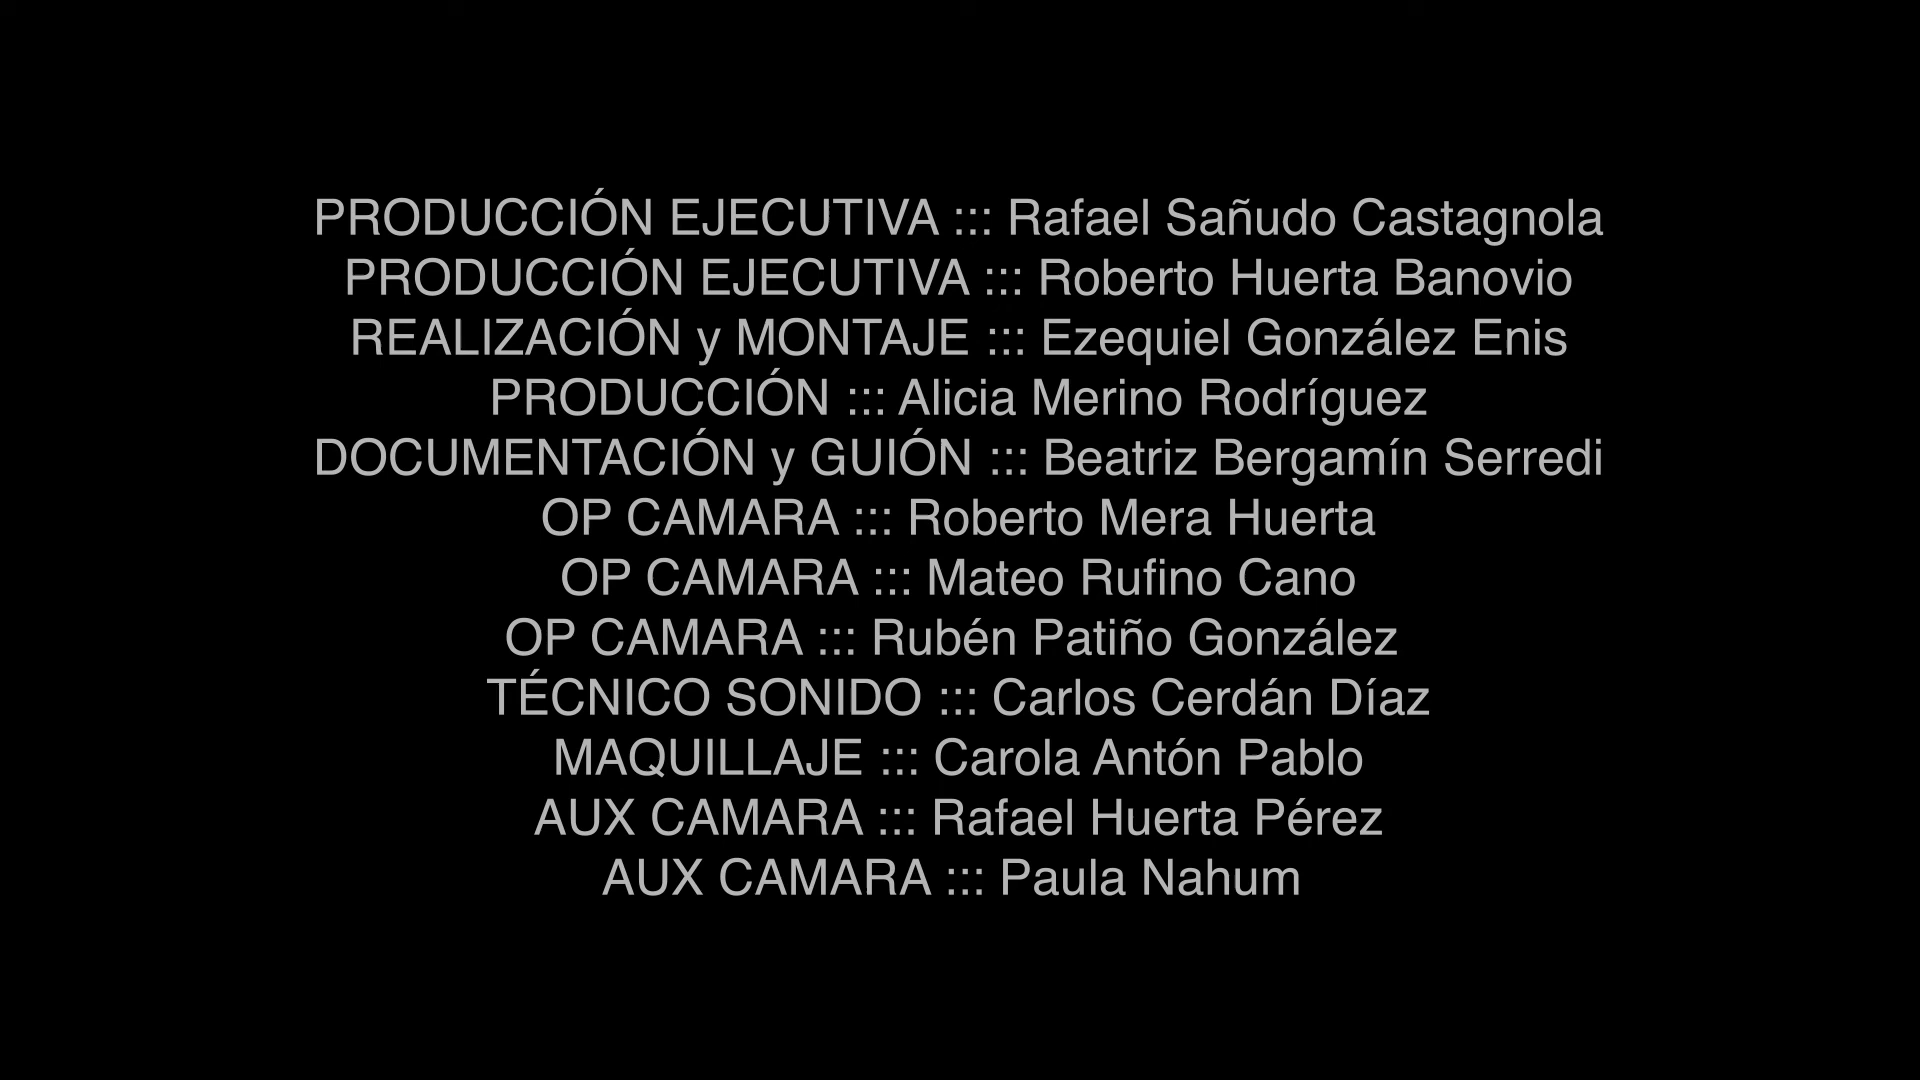 PRODUCCIÓN EJECUTIVA ::: Rafael Sañudo Castagnola
PRODUCCIÓN EJECUTIVA ::: Roberto Huerta Banovio
REALIZACIÓN y MONTAJE ::: Ezequiel González Enis
PRODUCCIÓN ::: Alicia Merino Rodríguez
DOCUMENTACIÓN y GUIÓN ::: Beatriz Bergamín Serredi
OP CAMARA ::: Roberto Mera Huerta
OP CAMARA ::: Mateo Rufino Cano
OP CAMARA ::: Rubén Patiño González
TÉCNICO SONIDO ::: Carlos Cerdán Díaz
MAQUILLAJE ::: Carola Antón Pablo
AUX CAMARA ::: Rafael Huerta Pérez
AUX CAMARA ::: Paula Nahum